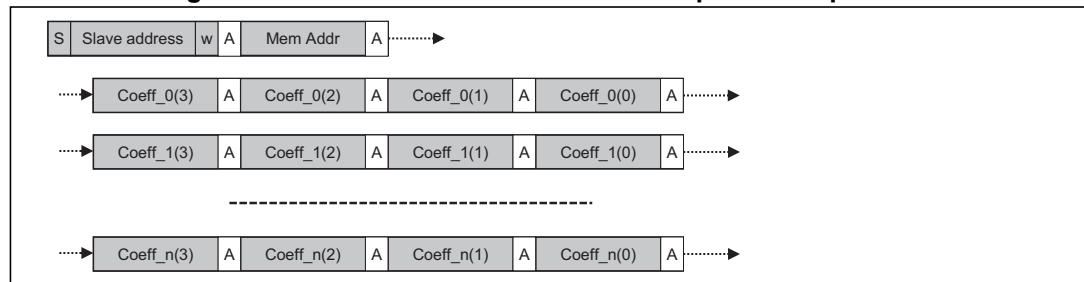 S Slave address w A Mem Addr A
Coeff_0(3) A Coeff_0(2) A Coeff_0(1) A Coeff_0(0) A
Coeff_1(3) A Coeff_1(2) A Coeff_1(1) A Coeff_1(0) A
Coeff_n(3) A Coeff_n(2) A Coeff_n(1) A Coeff_n(0) A